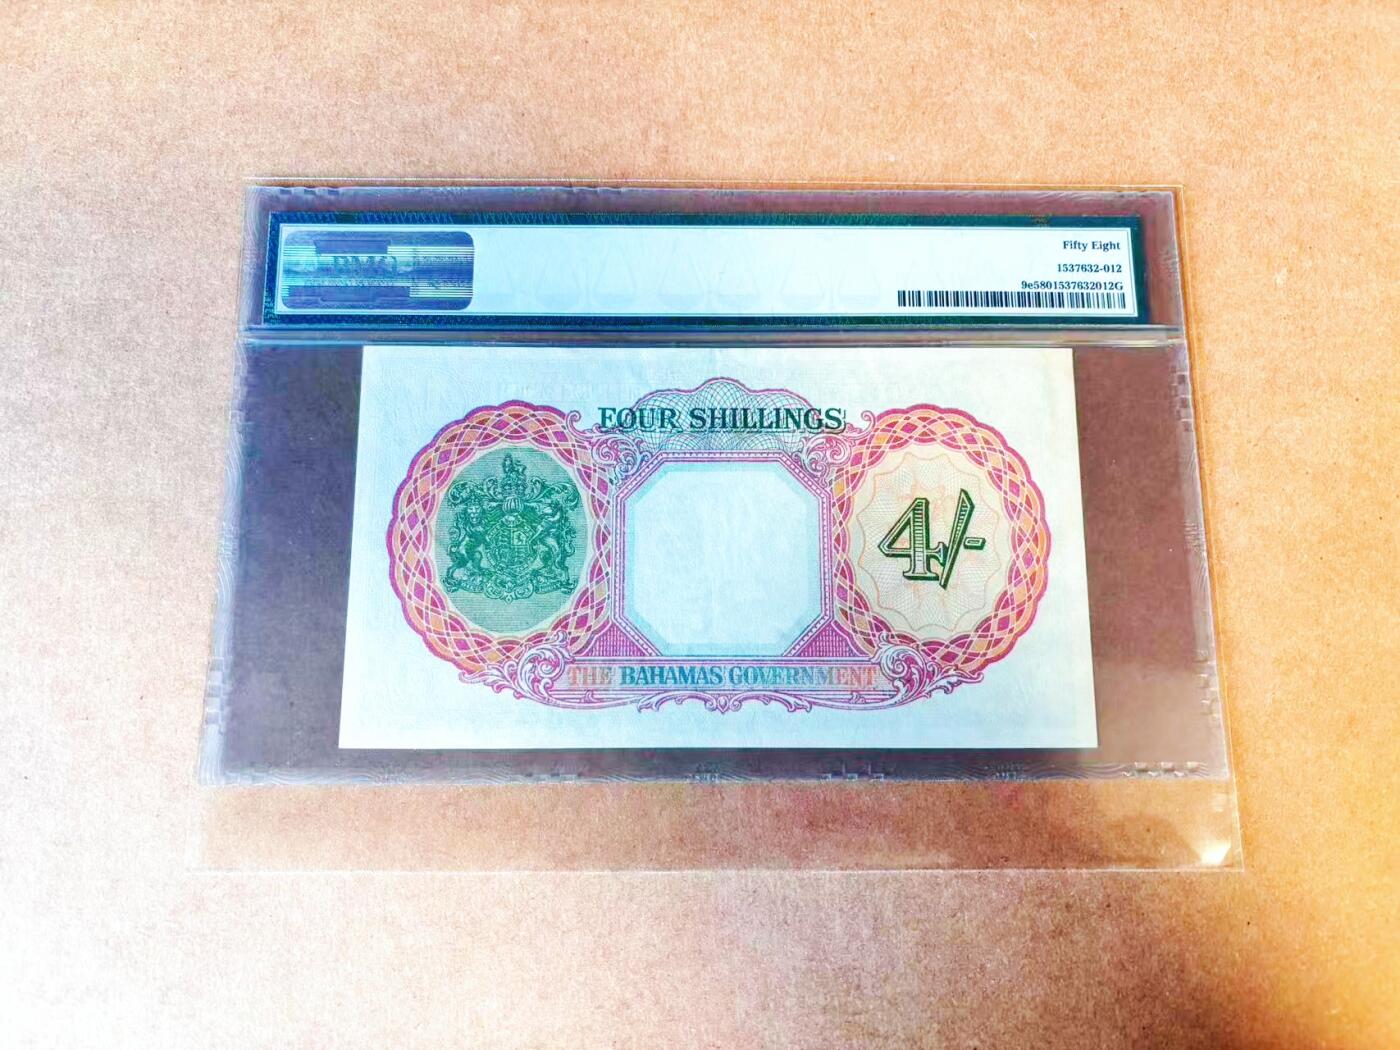 Fifty Eight
1537632-012
9e5801537632012G
FOUR SHILLINGS
4/-
THE BAHAMAS GOVERNMENT